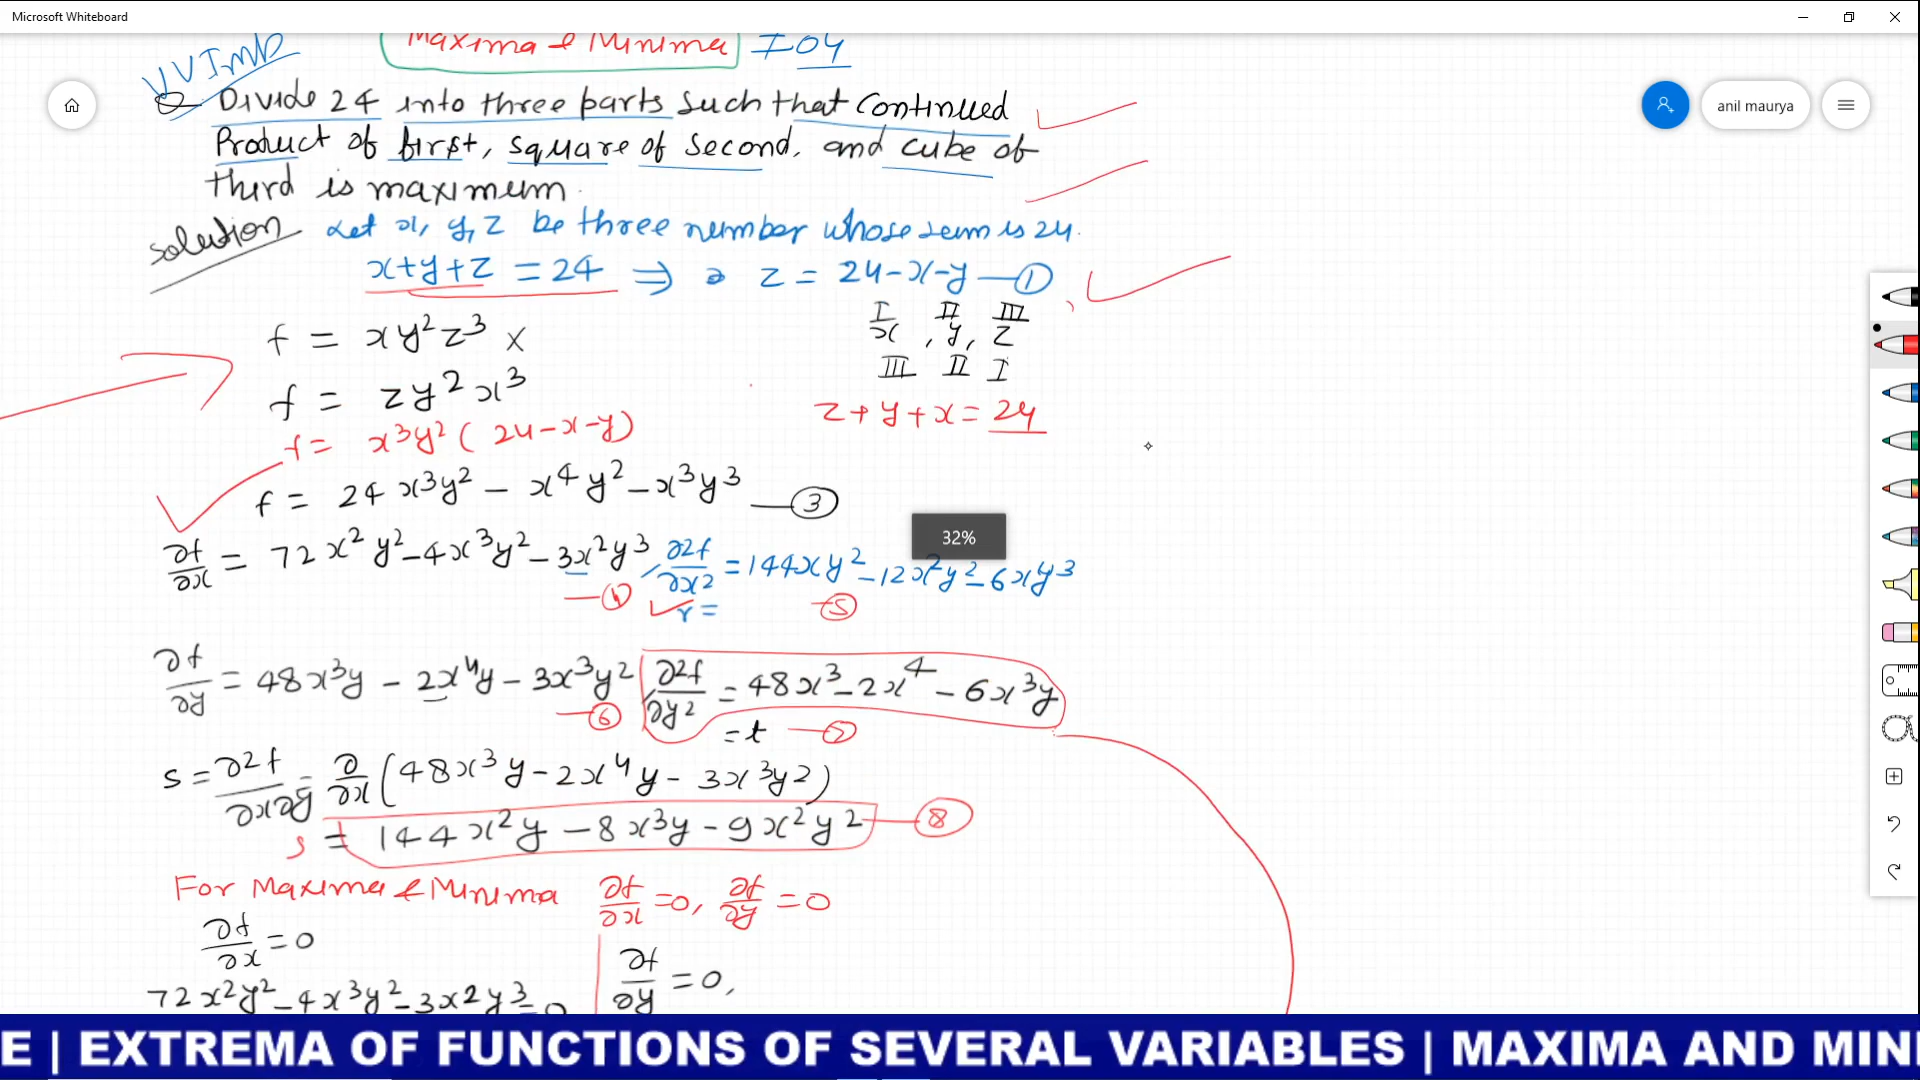 Microsoft Whiteboard
VVImp
Maxima & Minima I 04
Q Divide 24 into three parts such that continued
Product of first, square of second, and cube of
third is maximum.
solution Let x, y, z be three number whose sum is 24.
x+y+z = 24 ⇒ z = 24-x-y —①
I II III
x , y, z
III II I
f = xy²z³ ×
f = zy²x³
z+y+x = 24
f = x³y² ( 24-x-y)
f = 24x³y² - x⁴y² - x³y³ —③
∂f/∂x = 72x²y² - 4x³y² - 3x²y³ —④
∂²f/∂x² = 144xy² - 12x²y² - 6xy³
r = —⑤
32%
∂f/∂y = 48x³y - 2x⁴y - 3x³y² —⑥
∂²f/∂y² = 48x³ - 2x⁴ - 6x³y
= t —⑦
s = ∂²f/∂x∂y = ∂/∂x (48x³y - 2x⁴y - 3x³y²)
s = 144x²y - 8x³y - 9x²y² —⑧
For Maxima & Minima ∂f/∂x = 0, ∂f/∂y = 0
∂f/∂x = 0
∂f/∂y = 0,
72x²y² - 4x³y² - 3x²y³ = 0
anil maurya
E | EXTREMA OF FUNCTIONS OF SEVERAL VARIABLES | MAXIMA AND MINI